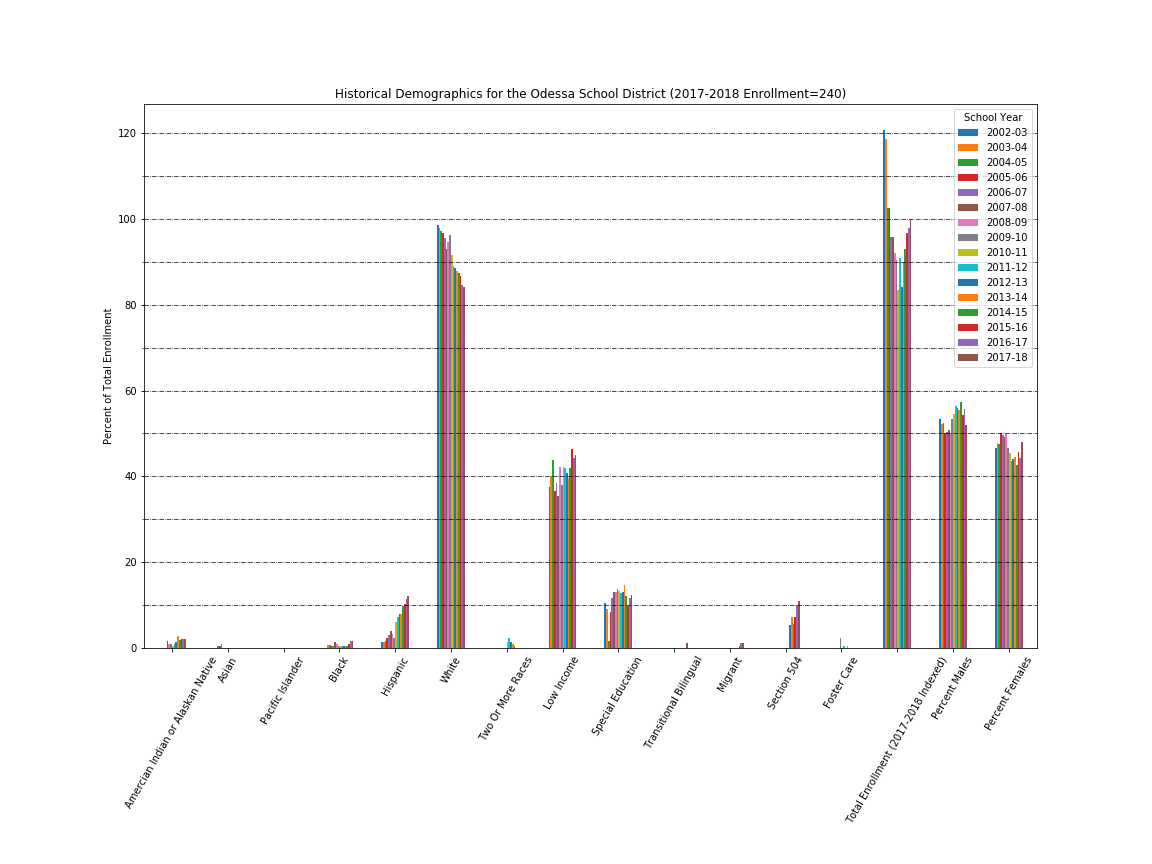 Historical Demographics for the Odessa School District (2017-2018 Enrollment=240)
Percent of Total Enrollment
120
100
80
60
40
20
0
School Year
2002-03
2003-04
2004-05
2005-06
2006-07
2007-08
2008-09
2009-10
2010-11
2011-12
2012-13
2013-14
2014-15
2015-16
2016-17
2017-18
Amercian Indian or Alaskan Native
Asian
Pacific Islander
Black
Hispanic
White
Two Or More Races
Low Income
Special Education
Transitional Bilingual
Migrant
Section 504
Foster Care
Total Enrollment (2017-2018 Indexed)
Percent Males
Percent Females